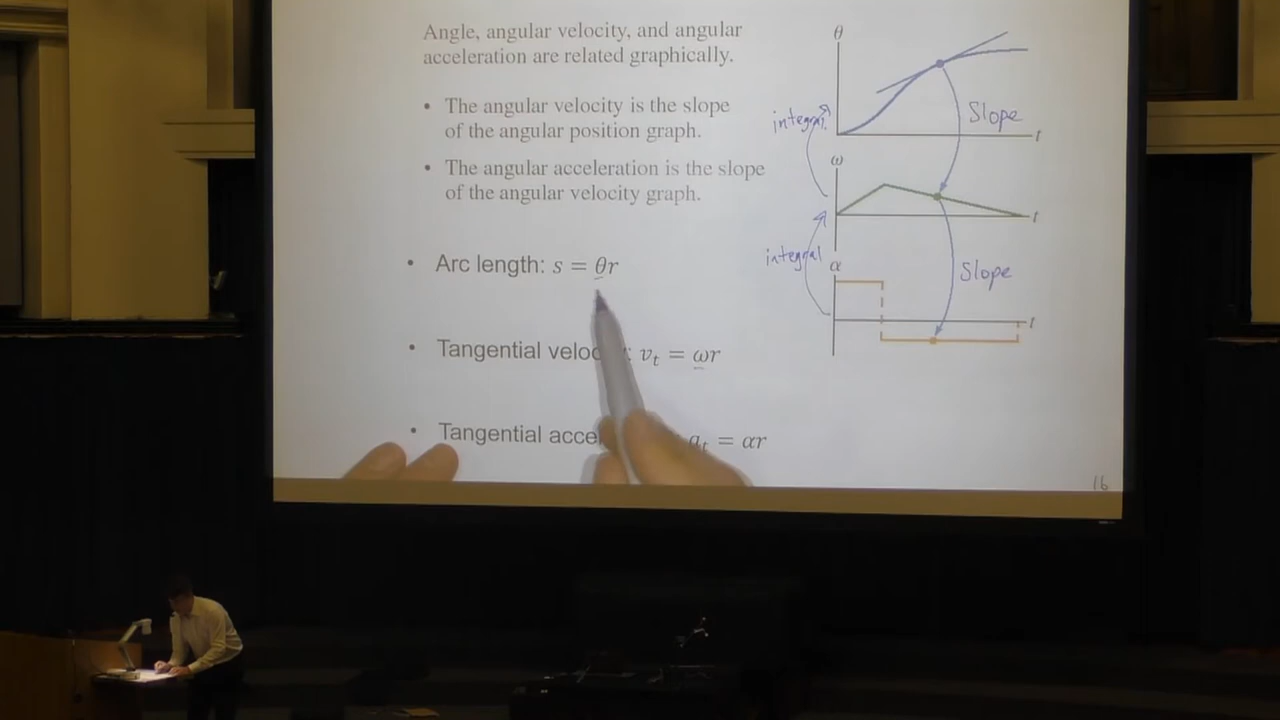 Angle, angular velocity, and angular
acceleration are related graphically.
• The angular velocity is the slope
of the angular position graph.
• The angular acceleration is the slope
of the angular velocity graph.
• Arc length: s = θr
• Tangential : v_t = ωr
• Tangential a_t = αr
θ
integral
Slope
t
ω
t
integral
Slope
α
t
16